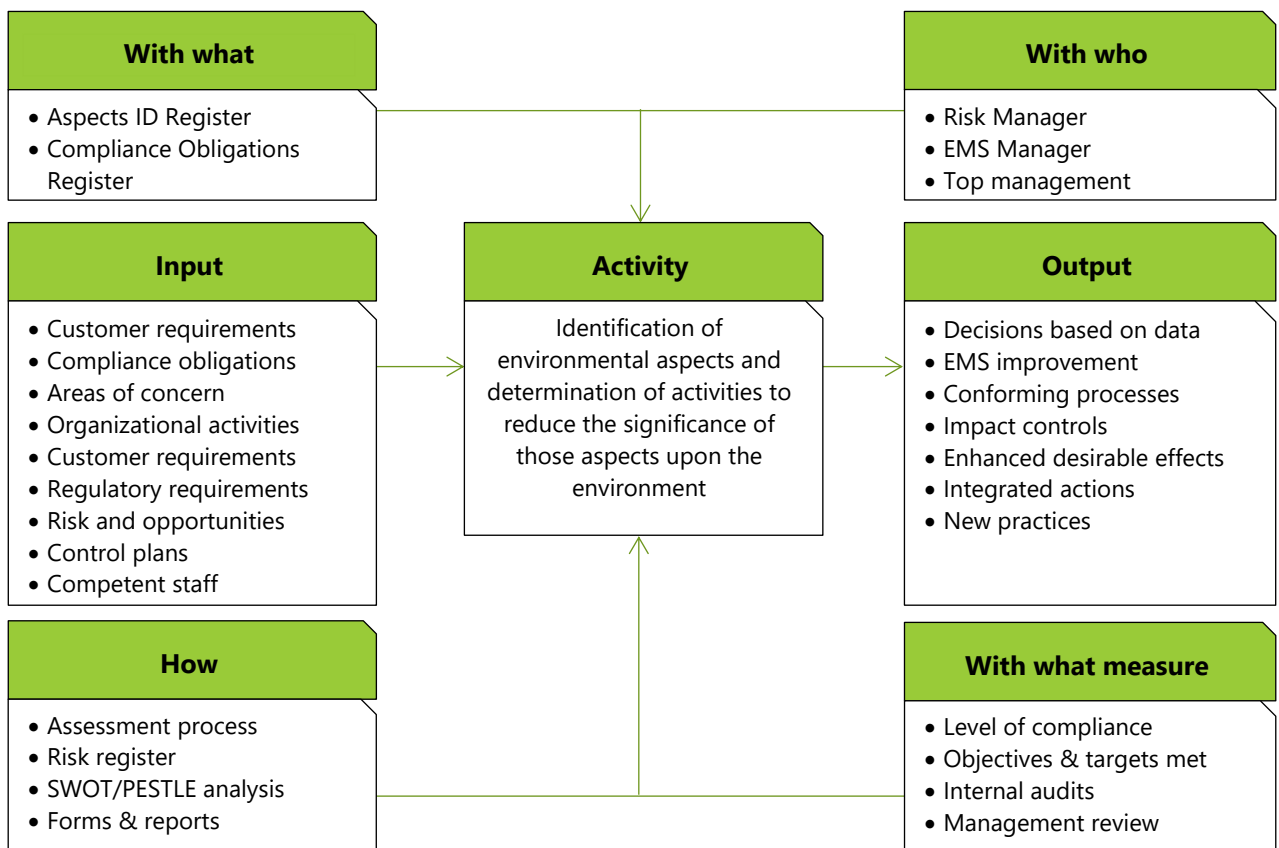 With what
• Aspects ID Register
• Compliance Obligations
Register
With who
• Risk Manager
• EMS Manager
• Top management
Input
• Customer requirements
• Compliance obligations
• Areas of concern
• Organizational activities
• Customer requirements
• Regulatory requirements
• Risk and opportunities
• Control plans
• Competent staff
Activity
Identification of
environmental aspects and
determination of activities to
reduce the significance of
those aspects upon the
environment
Output
• Decisions based on data
• EMS improvement
• Conforming processes
• Impact controls
• Enhanced desirable effects
• Integrated actions
• New practices
How
• Assessment process
• Risk register
• SWOT/PESTLE analysis
• Forms & reports
With what measure
• Level of compliance
• Objectives & targets met
• Internal audits
• Management review